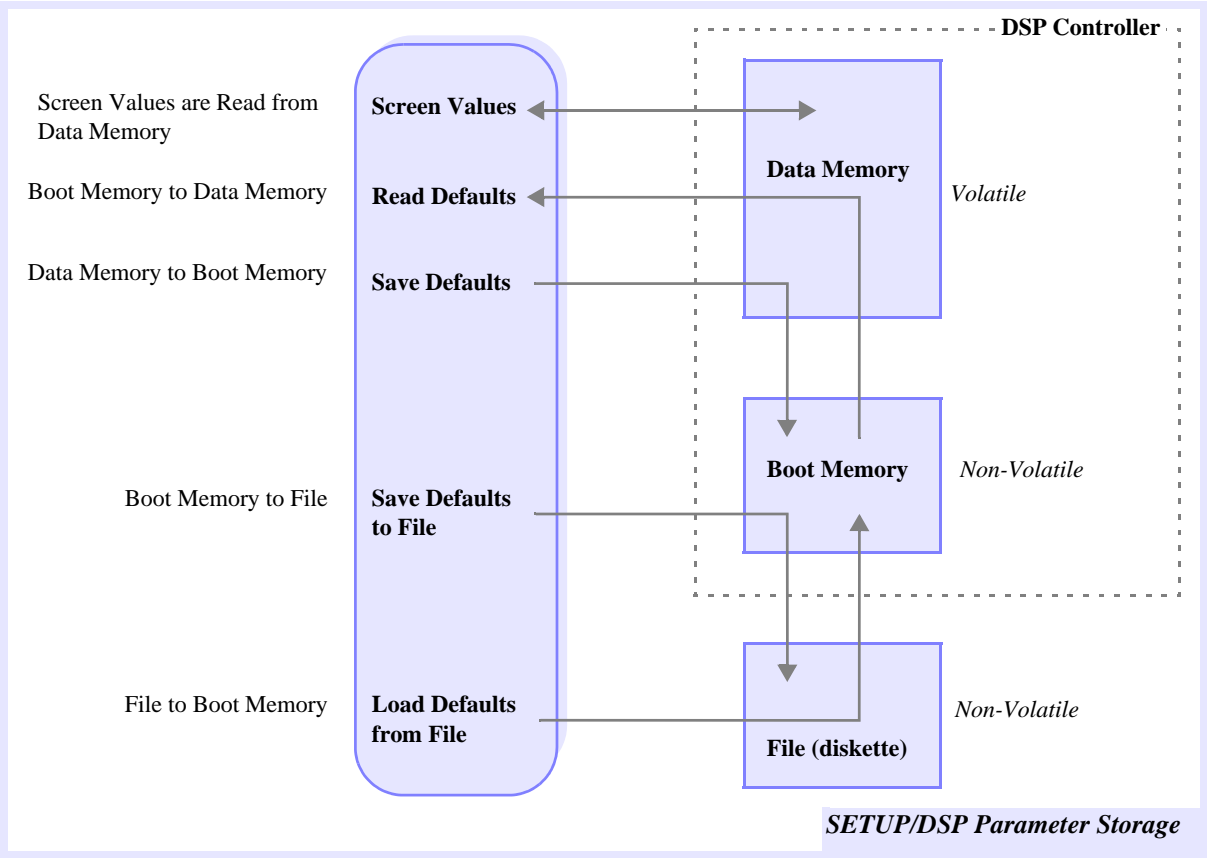 DSP Controller
Screen Values are Read from
Data Memory
Screen Values
Data Memory
Volatile
Boot Memory to Data Memory
Read Defaults
Data Memory to Boot Memory
Save Defaults
Boot Memory
Non-Volatile
Boot Memory to File
Save Defaults
to File
File to Boot Memory
Load Defaults
from File
Non-Volatile
File (diskette)
SETUP/DSP Parameter Storage